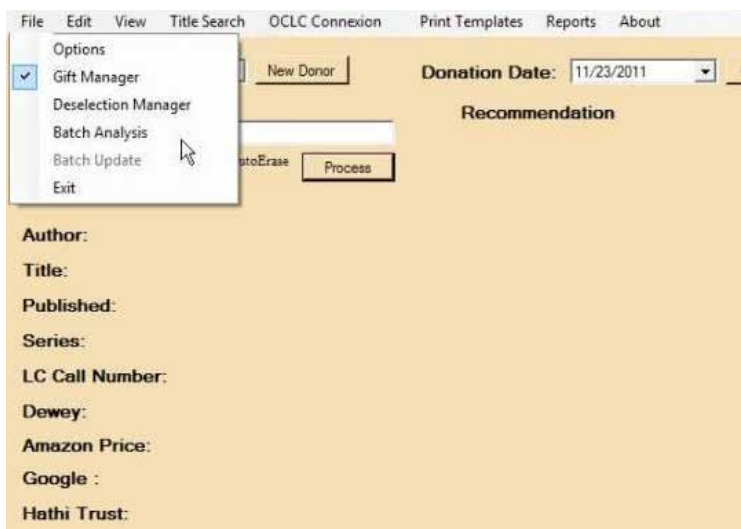 File Edit View Title Search OCLC Connexion Print Templates Reports About
Options
Gift Manager
Deselection Manager
Batch Analysis
Batch Update
Exit
New Donor Donation Date: 11/23/2011
Recommendation
utoErase Process
Author:
Title:
Published:
Series:
LC Call Number:
Dewey:
Amazon Price:
Google :
Hathi Trust: